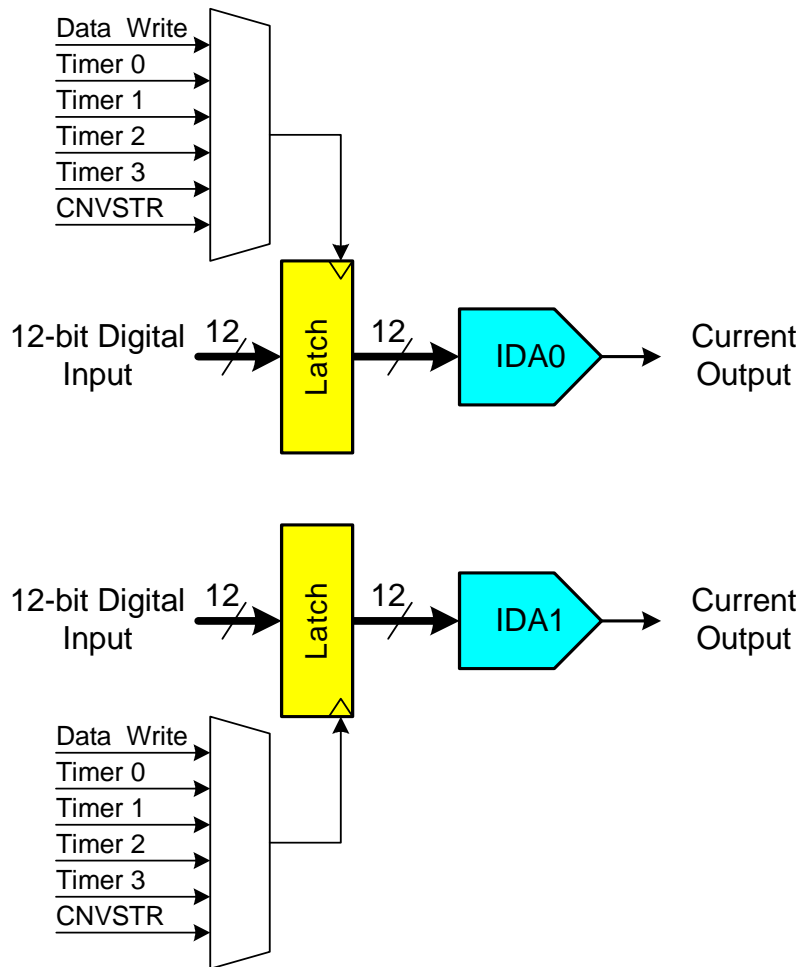 Data Write
Timer 0
Timer 1
Timer 2
Timer 3
CNVSTR
12-bit Digital
Input
12
Latch
12
IDA0
Current
Output
12-bit Digital
Input
12
Latch
12
IDA1
Current
Output
Data Write
Timer 0
Timer 1
Timer 2
Timer 3
CNVSTR